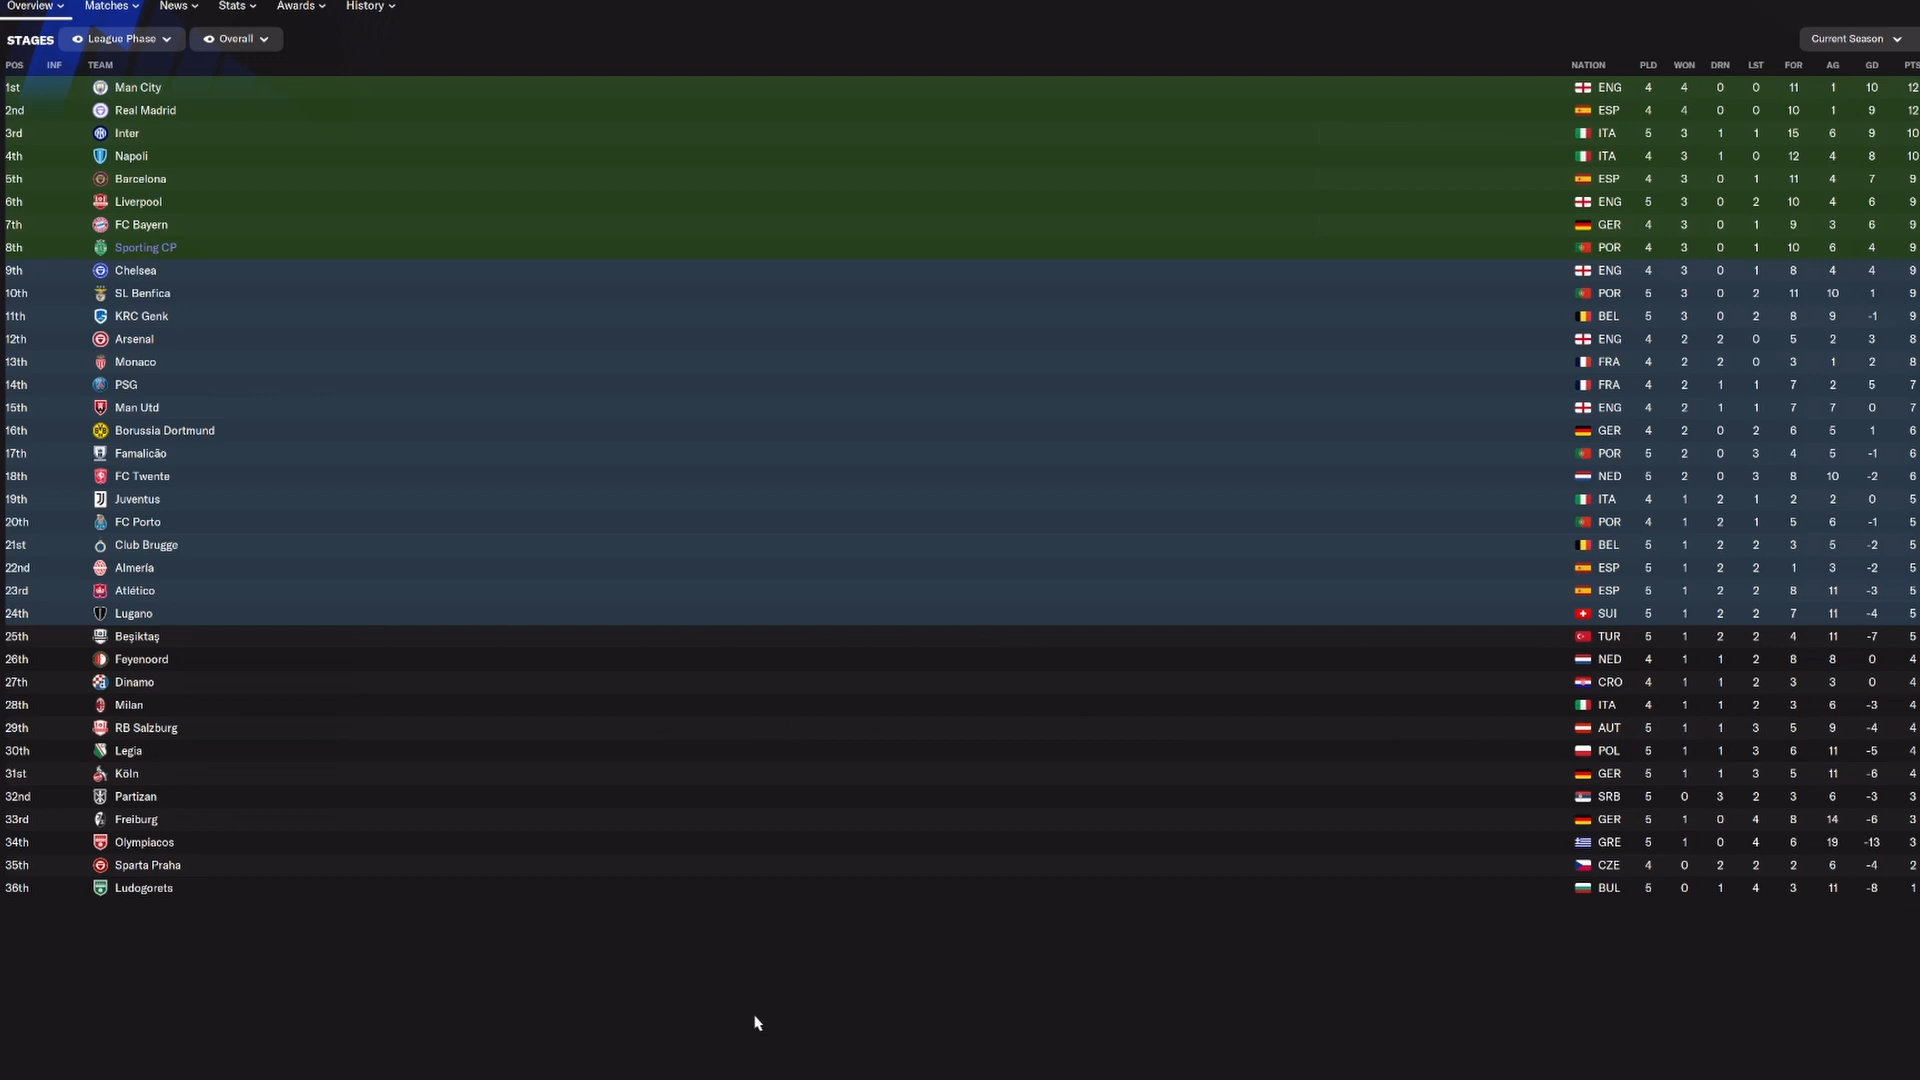 Overview Matches News Stats Awards History
STAGES League Phase Overall Current Season
POS INF TEAM NATION PLD WON DRN LST FOR AG GD PTS
1st Man City ENG 4 4 0 0 11 1 10 12
2nd Real Madrid ESP 4 4 0 0 10 1 9 12
3rd Inter ITA 5 3 1 1 15 6 9 10
4th Napoli ITA 4 3 1 0 12 4 8 10
5th Barcelona ESP 4 3 0 1 11 4 7 9
6th Liverpool ENG 5 3 0 2 10 4 6 9
7th FC Bayern GER 4 3 0 1 9 3 6 9
8th Sporting CP POR 4 3 0 1 10 6 4 9
9th Chelsea ENG 4 3 0 1 8 4 4 9
10th SL Benfica POR 5 3 0 2 11 10 1 9
11th KRC Genk BEL 5 3 0 2 8 9 -1 9
12th Arsenal ENG 4 2 2 0 5 2 3 8
13th Monaco FRA 4 2 2 0 3 1 2 8
14th PSG FRA 4 2 1 1 7 2 5 7
15th Man Utd ENG 4 2 1 1 7 7 0 7
16th Borussia Dortmund GER 4 2 0 2 6 5 1 6
17th Famalicão POR 5 2 0 3 4 5 -1 6
18th FC Twente NED 5 2 0 3 8 10 -2 6
19th Juventus ITA 4 1 2 1 2 2 0 5
20th FC Porto POR 4 1 2 1 5 6 -1 5
21st Club Brugge BEL 5 1 2 2 3 5 -2 5
22nd Almería ESP 5 1 2 2 1 3 -2 5
23rd Atlético ESP 5 1 2 2 8 11 -3 5
24th Lugano SUI 5 1 2 2 7 11 -4 5
25th Beşiktaş TUR 5 1 2 2 4 11 -7 5
26th Feyenoord NED 4 1 1 2 8 8 0 4
27th Dinamo CRO 4 1 1 2 3 3 0 4
28th Milan ITA 4 1 1 2 3 6 -3 4
29th RB Salzburg AUT 5 1 1 3 5 9 -4 4
30th Legia POL 5 1 1 3 6 11 -5 4
31st Köln GER 5 1 1 3 5 11 -6 4
32nd Partizan SRB 5 0 3 2 3 6 -3 3
33rd Freiburg GER 5 1 0 4 8 14 -6 3
34th Olympiacos GRE 5 1 0 4 6 19 -13 3
35th Sparta Praha CZE 4 0 2 2 2 6 -4 2
36th Ludogorets BUL 5 0 1 4 3 11 -8 1